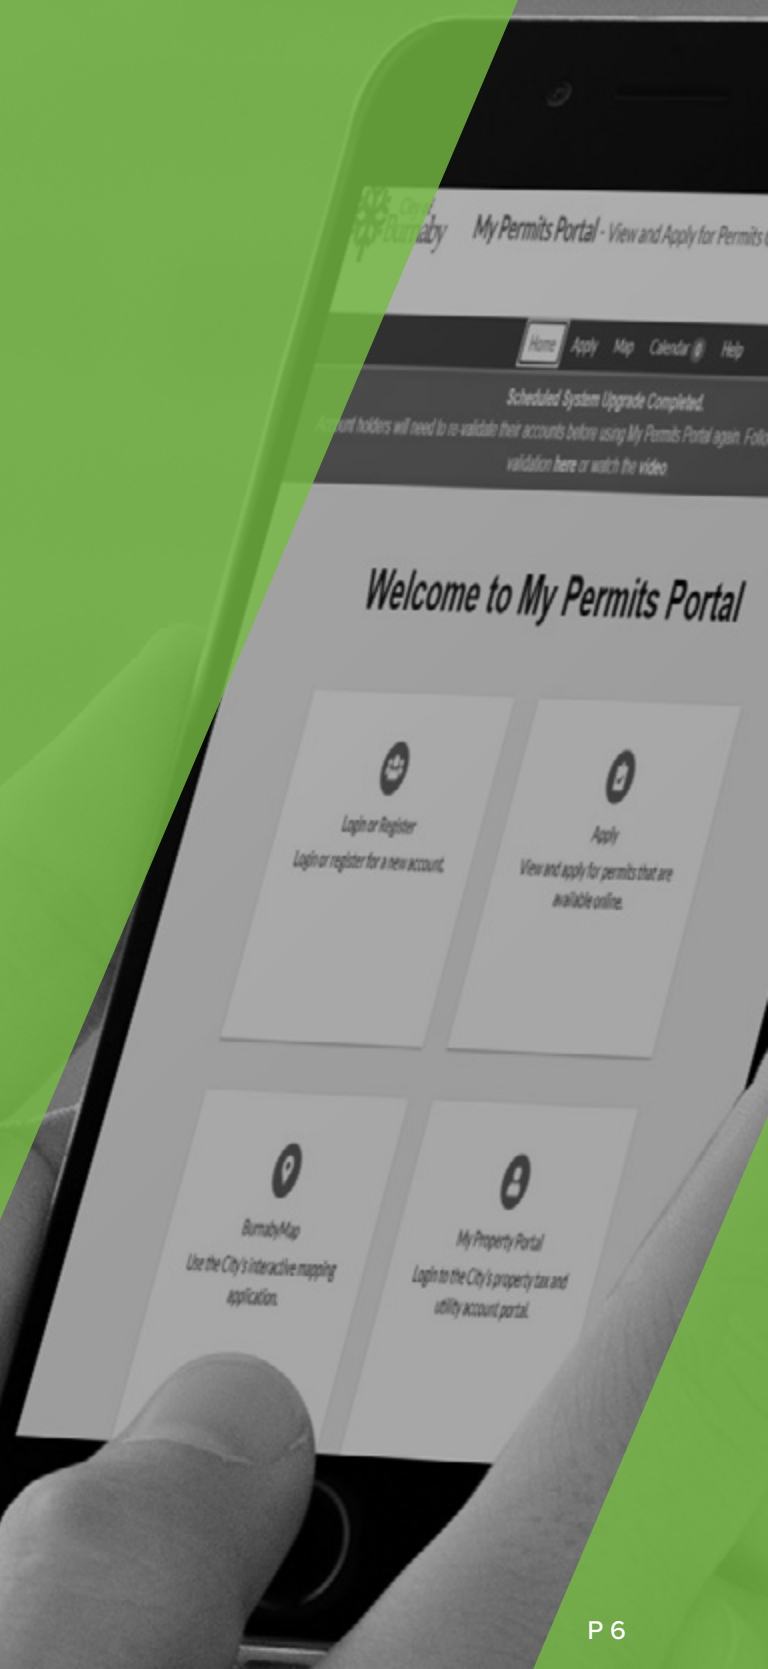 City of
Burnaby
My Permits Portal - View and Apply for Permits
Home Apply Map Calendar Help
Scheduled System Upgrade Completed.
Account holders will need to re-validate their accounts before using My Permits Portal again.
validation here or watch the video
Welcome to My Permits Portal
Login or Register
Login or register for a new account.
Apply
View and apply for permits that are
available online.
BurnabyMap
Use the City's interactive mapping
application.
My Property Portal
Login to the City's property tax and
utility account portal.
P 6